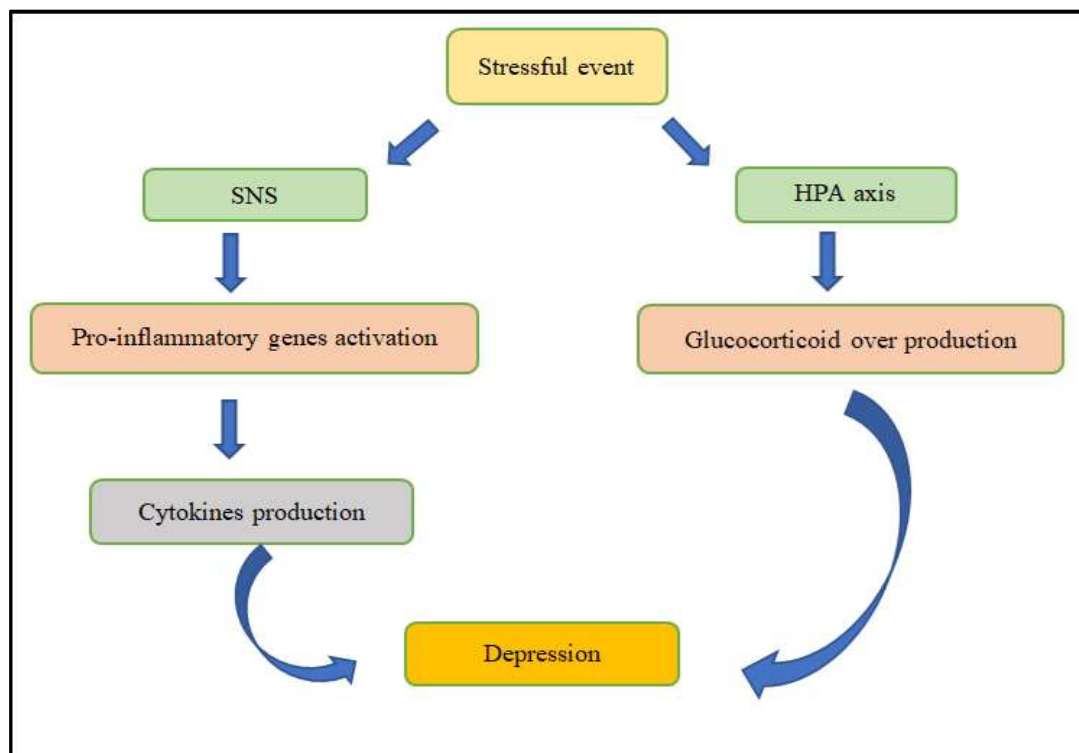 Stressful event
SNS
HPA axis
Pro-inflammatory genes activation
Glucocorticoid over production
Cytokines production
Depression